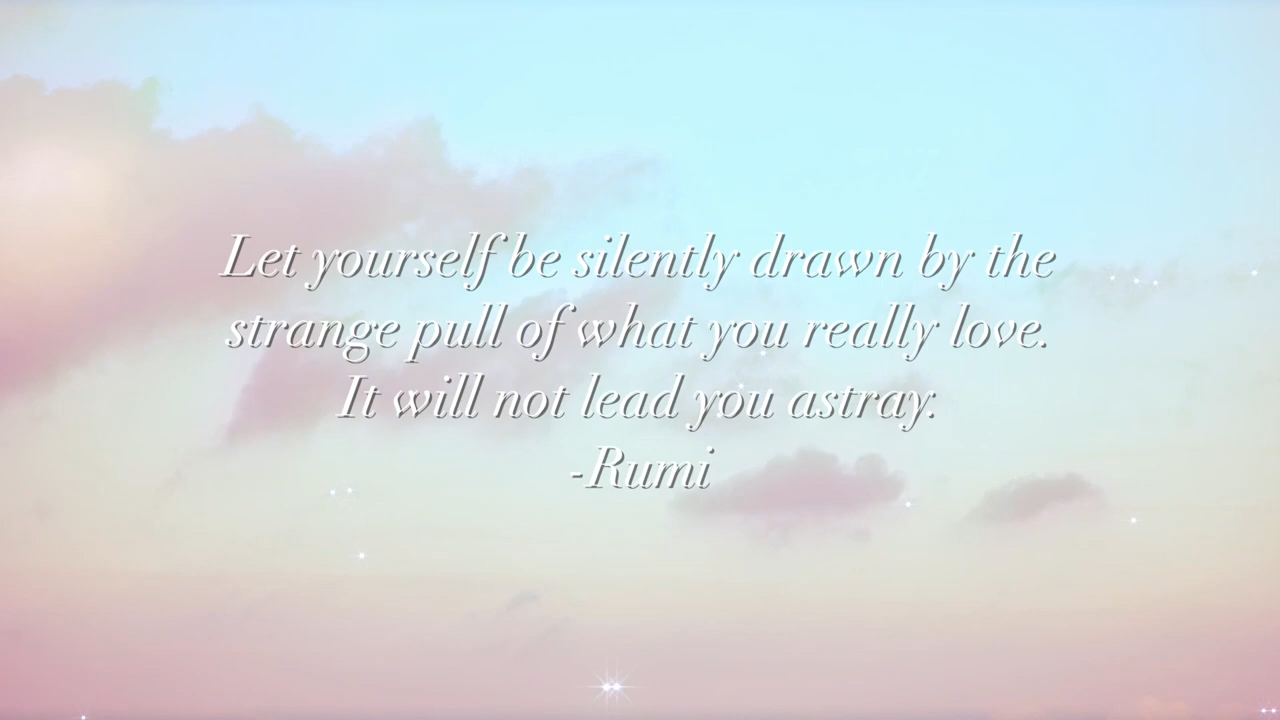 Let yourself be silently drawn by the
strange pull of what you really love.
It will not lead you astray.
-Rumi